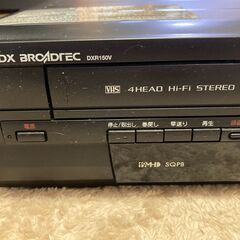 DX BROADTEC DXR150V
VHS 4HEAD Hi-Fi STEREO
電源 停止/取出し 巻戻し 早送り 再生
SQPB